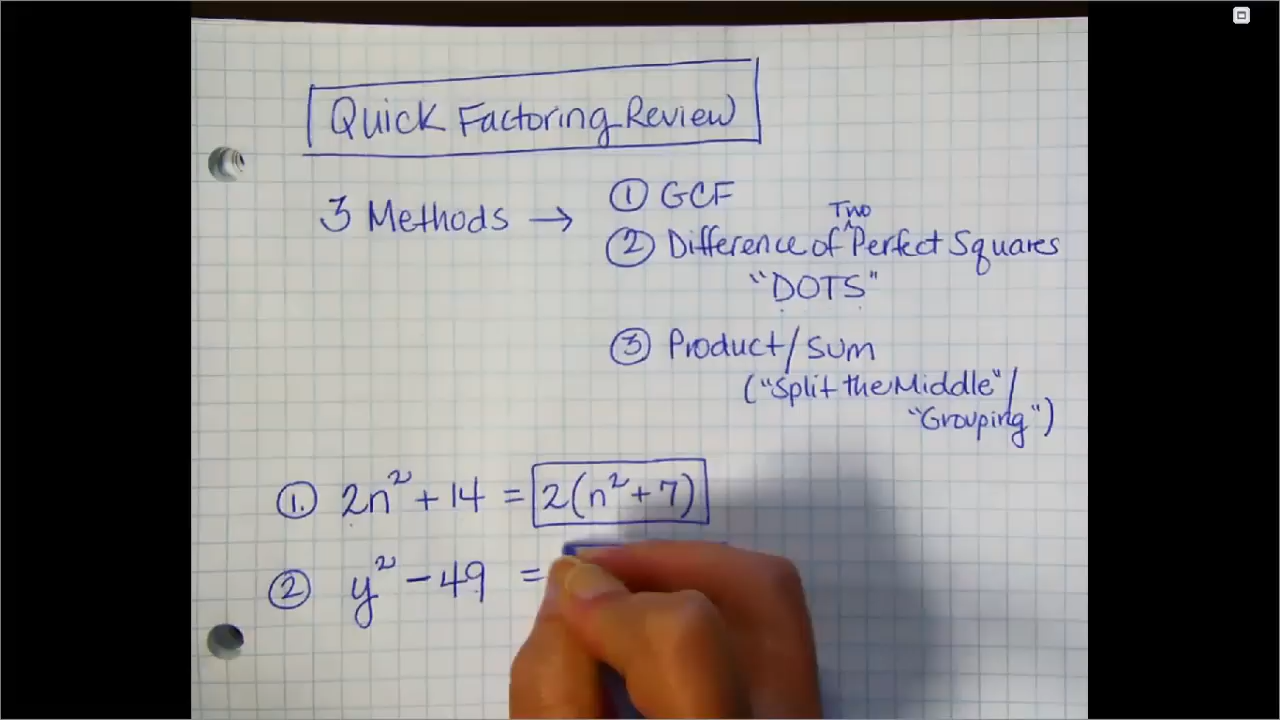 Quick Factoring Review
3 Methods → ① GCF
② Difference of ^Two Perfect Squares
"DOTS"
③ Product/Sum
("Split the Middle"/
"Grouping")
①. 2n² + 14 = 2(n² + 7)
② y² - 49 =